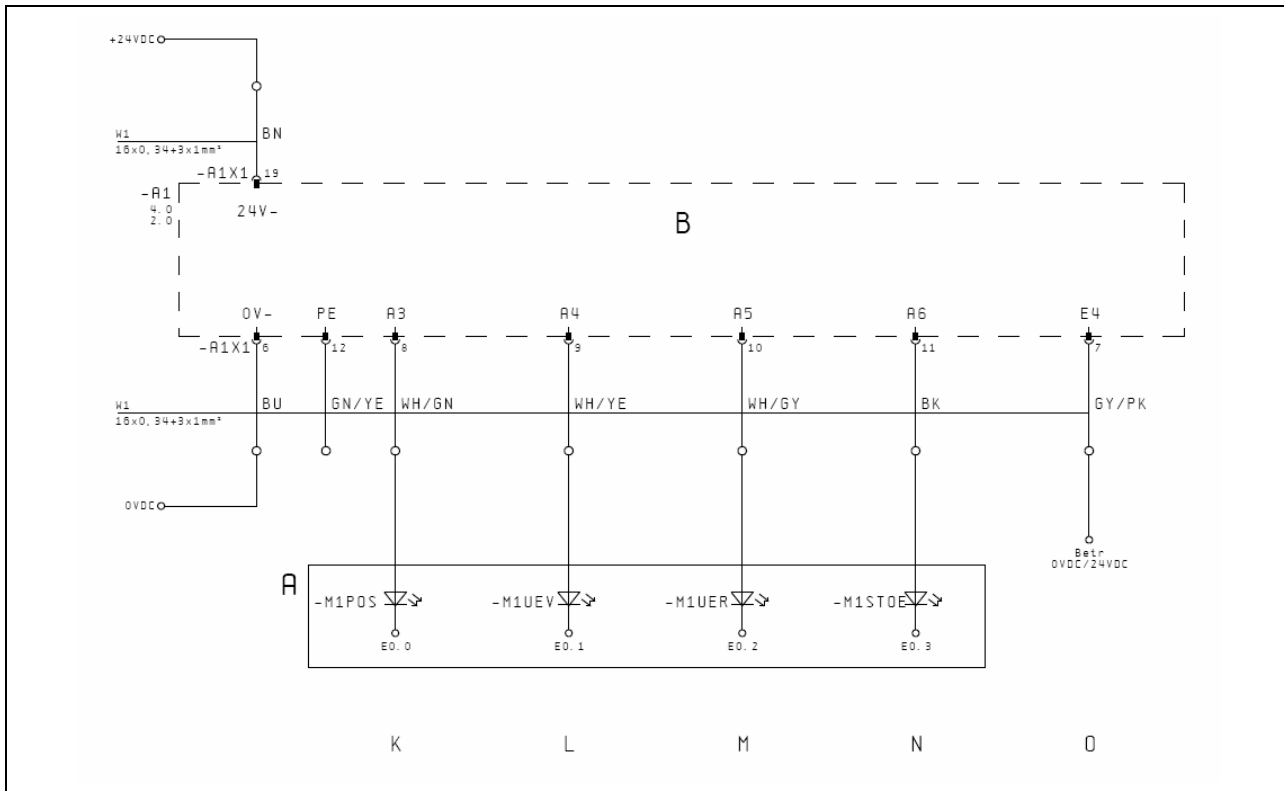 +24VDC
W1
BN
16x0,34+3x1mm²
-A1X1 19
-A1
4.0
2.0
24V-
B
0V- PE A3 A4 A5 A6 E4
-A1X1 6 12 8 9 10 11 7
W1
BU GN/YE WH/GN WH/YE WH/GY BK GY/PK
16x0,34+3x1mm²
0VDC
Betr
0VDC/24VDC
A
-M1POS -M1UEV -M1UER -M1STOE
E0.0 E0.1 E0.2 E0.3
K L M N O